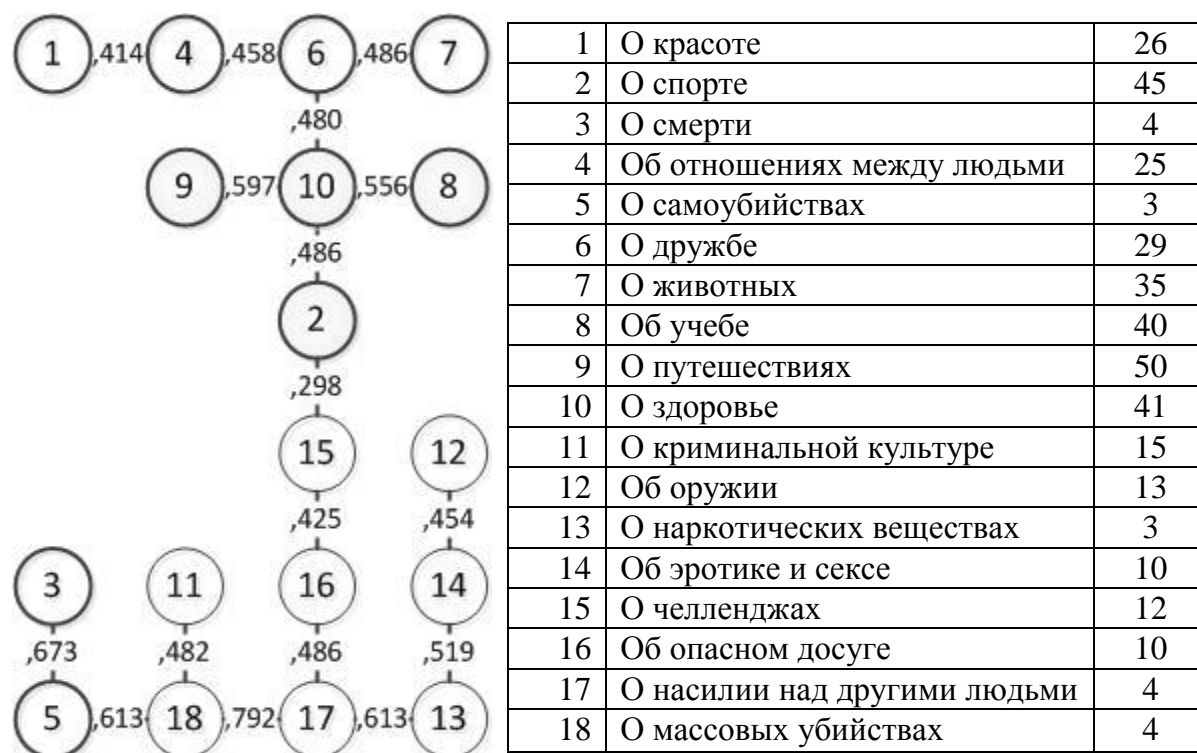 1 ,414 4 ,458 6 ,486 7
,480
9 ,597 10 ,556 8
,486
2
,298
15 12
,425 ,454
3 11 16 14
,673 ,482 ,486 ,519
5 ,613 18 ,792 17 ,613 13
1 О красоте 26
2 О спорте 45
3 О смерти 4
4 Об отношениях между людьми 25
5 О самоубийствах 3
6 О дружбе 29
7 О животных 35
8 Об учебе 40
9 О путешествиях 50
10 О здоровье 41
11 О криминальной культуре 15
12 Об оружии 13
13 О наркотических веществах 3
14 Об эротике и сексе 10
15 О челленджах 12
16 Об опасном досуге 10
17 О насилии над другими людьми 4
18 О массовых убийствах 4